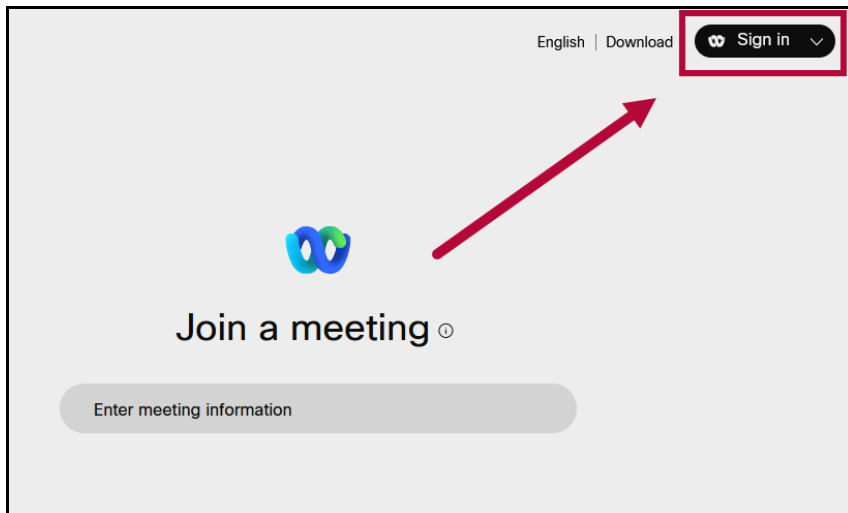 English | Download Sign in
Join a meeting
Enter meeting information